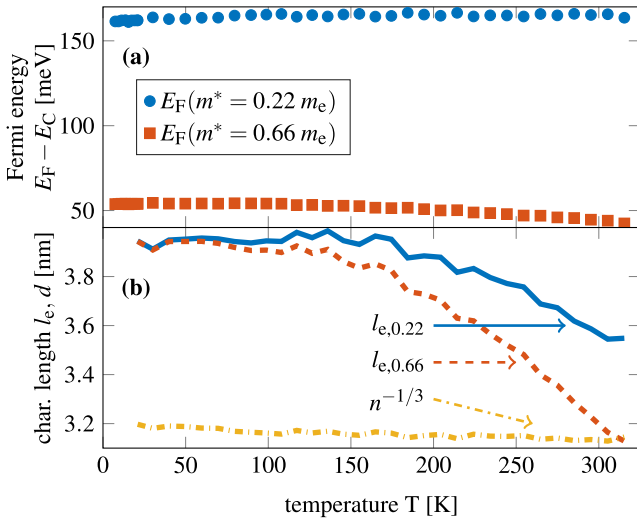 Fermi energy
E_F − E_C [meV]
160
100
50
(a)
E_F(m* = 0.22 m_e)
E_F(m* = 0.66 m_e)
char. length l_e, d [nm]
3.8
3.6
3.4
3.2
(b)
l_e,0.22
l_e,0.66
n^−1/3
0 50 100 150 200 250 300
temperature T [K]